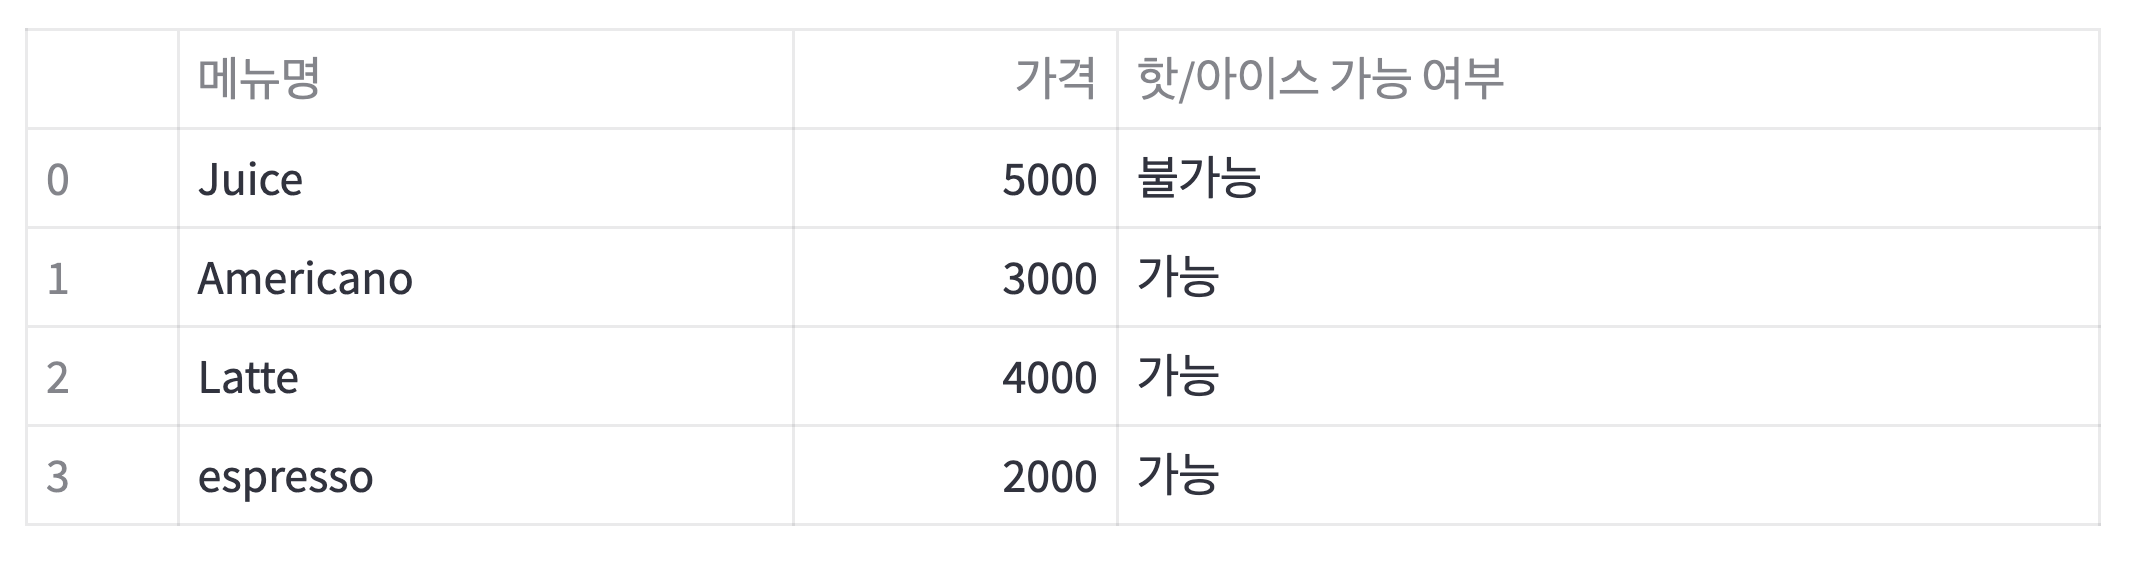 메뉴명 가격 핫/아이스 가능 여부
0 Juice 5000 불가능
1 Americano 3000 가능
2 Latte 4000 가능
3 espresso 2000 가능